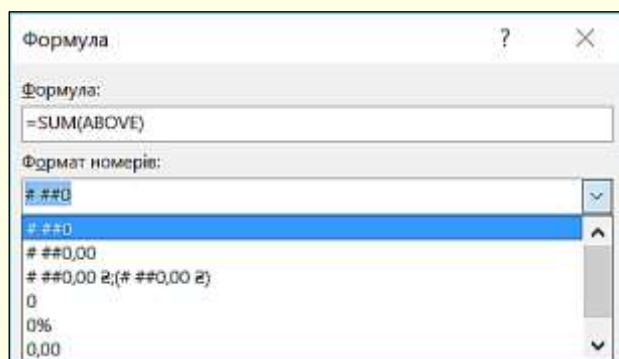 Формула ?
Формула:
=SUM(ABOVE)
Формат номерів:
# ##0
# ##0
# ##0,00
# ##0,00 ₴;(# ##0,00 ₴)
0
0%
0,00